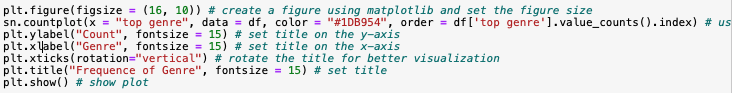 plt.figure(figsize = (16, 10)) # create a figure using matplotlib and set the figure size
sn.countplot(x = "top genre", data = df, color = "#1DB954", order = df['top genre'].value_counts().index) # us
plt.ylabel("Count", fontsize = 15) # set title on the y-axis
plt.xlabel("Genre", fontsize = 15) # set title on the x-axis
plt.xticks(rotation="vertical") # rotate the title for better visualization
plt.title("Frequence of Genre", fontsize = 15) # set title
plt.show() # show plot